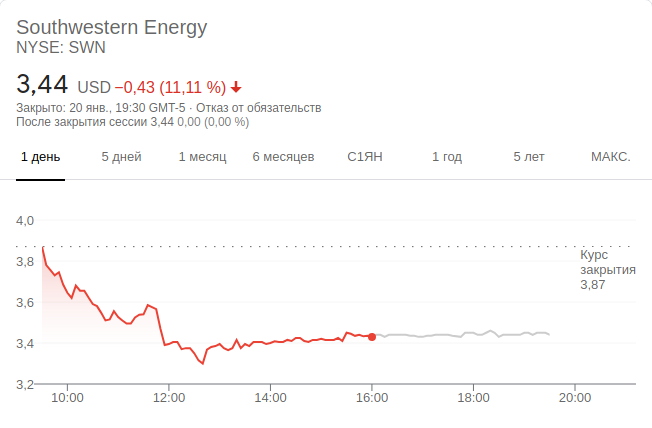 Southwestern Energy
NYSE: SWN
3,44 USD −0,43 (11,11 %)
Закрыто: 20 янв., 19:30 GMT-5 · Отказ от обязательств
После закрытия сессии 3,44 0,00 (0,00 %)
1 день 5 дней 1 месяц 6 месяцев С1ЯН 1 год 5 лет МАКС.
4,0
Курс
закрытия
3,87
3,8
3,6
3,4
3,2
10:00 12:00 14:00 16:00 18:00 20:00